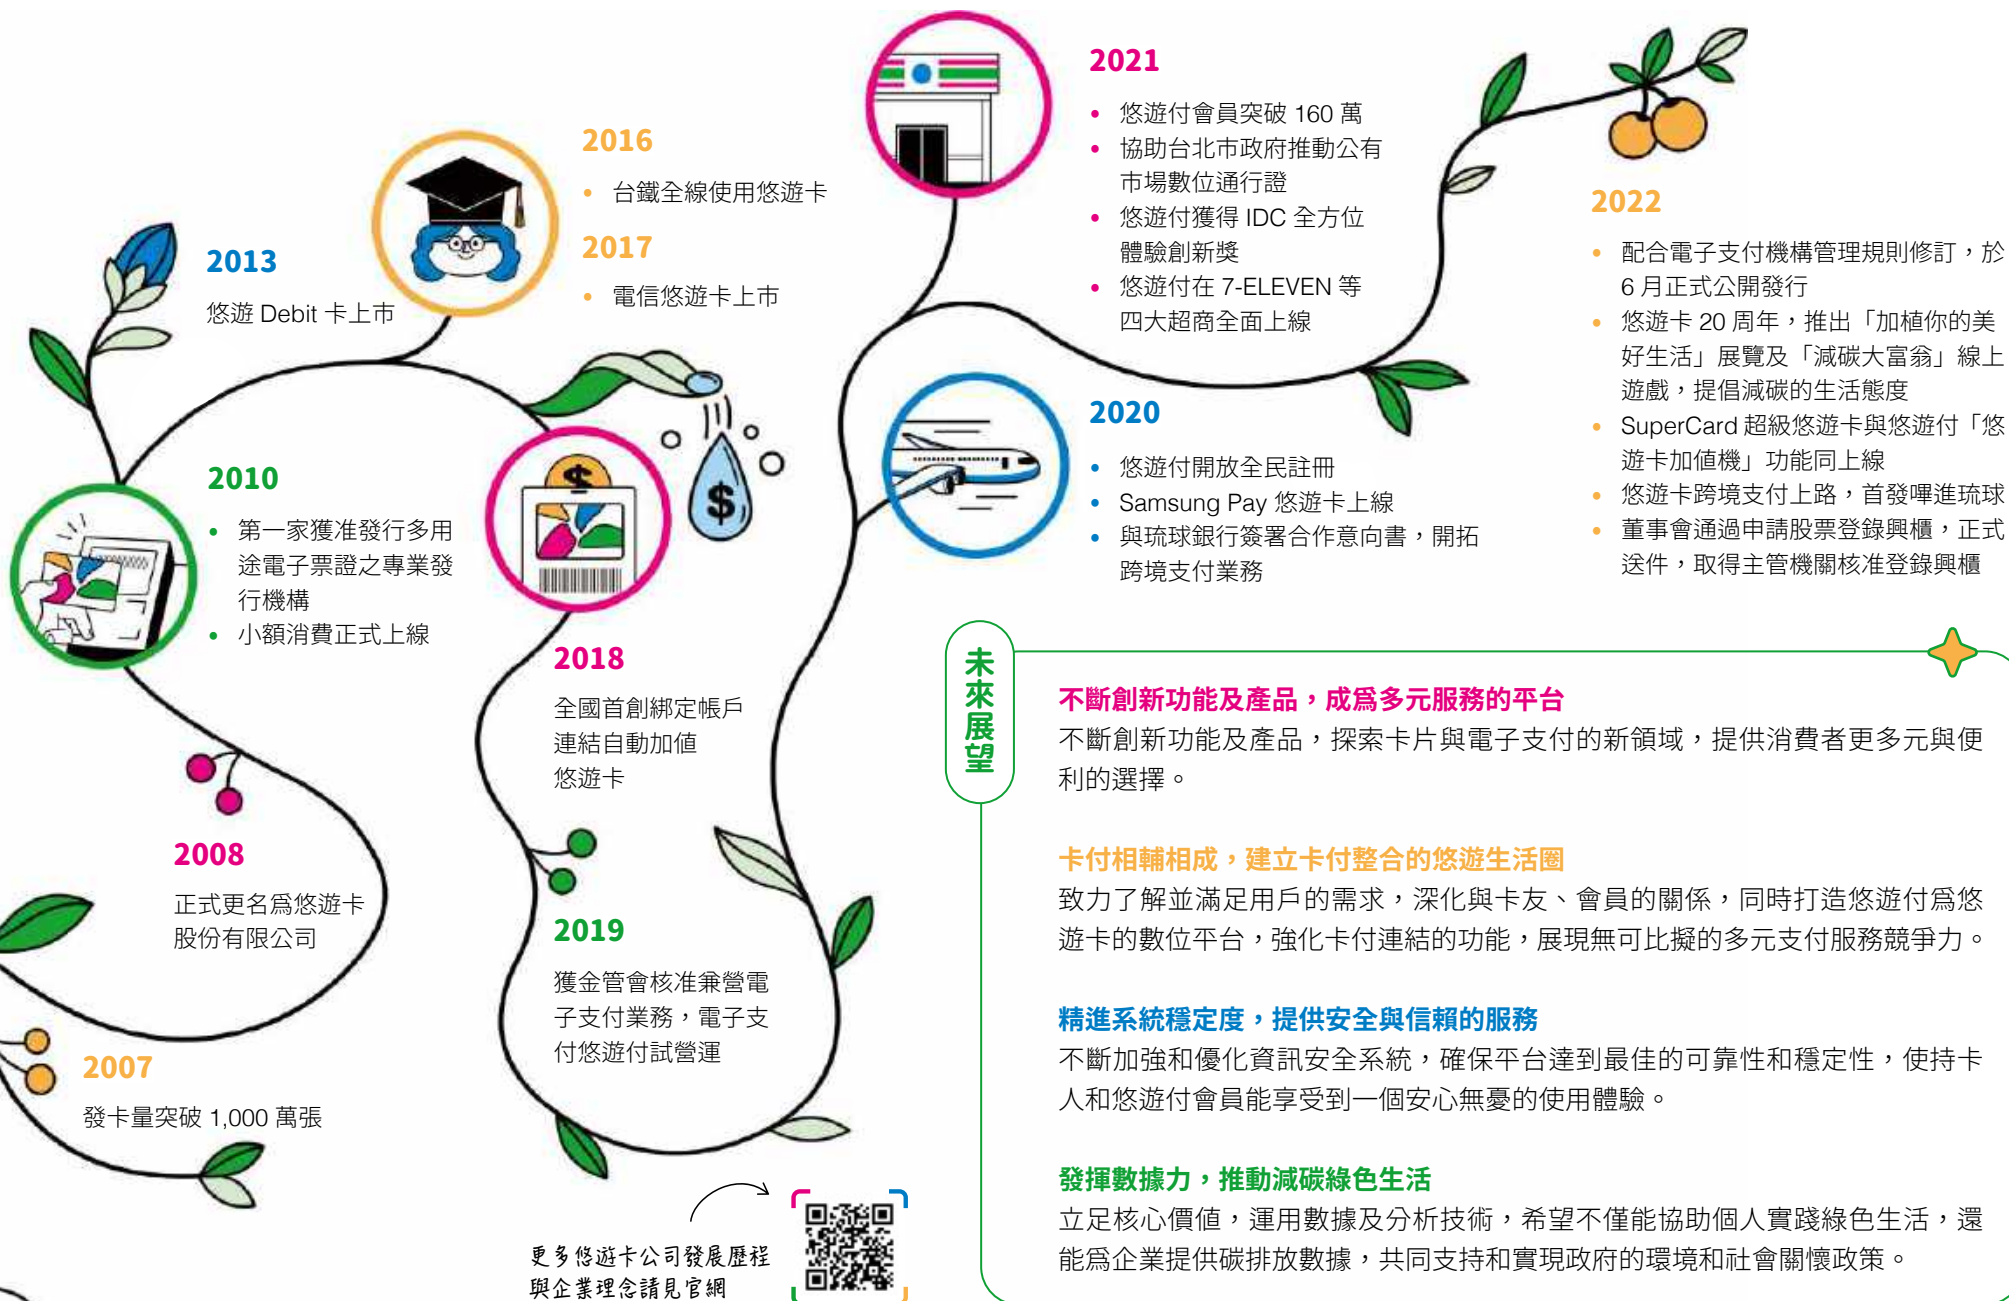 2007
發卡量突破 1,000 萬張
2008
正式更名為悠遊卡
股份有限公司
2010
• 第一家獲准發行多用
途電子票證之專業發
行機構
• 小額消費正式上線
2013
悠遊 Debit 卡上市
2016
• 台鐵全線使用悠遊卡
2017
• 電信悠遊卡上市
2018
全國首創綁定帳戶
連結自動加值
悠遊卡
2019
獲金管會核准兼營電
子支付業務，電子支
付悠遊付試營運
2020
• 悠遊付開放全民註冊
• Samsung Pay 悠遊卡上線
• 與琉球銀行簽署合作意向書，開拓
跨境支付業務
2021
• 悠遊付會員突破 160 萬
• 協助台北市政府推動公有
市場數位通行證
• 悠遊付獲得 IDC 全方位
體驗創新獎
• 悠遊付在 7-ELEVEN 等
四大超商全面上線
2022
• 配合電子支付機構管理規則修訂，於
6 月正式公開發行
• 悠遊卡 20 周年，推出「加植你的美
好生活」展覽及「減碳大富翁」線上
遊戲，提倡減碳的生活態度
• SuperCard 超級悠遊卡與悠遊付「悠
遊卡加值機」功能同上線
• 悠遊卡跨境支付上路，首發嗶進琉球
• 董事會通過申請股票登錄興櫃，正式
送件，取得主管機關核准登錄興櫃
未來展望
不斷創新功能及產品，成為多元服務的平台
不斷創新功能及產品，探索卡片與電子支付的新領域，提供消費者更多元與便
利的選擇。
卡付相輔相成，建立卡付整合的悠遊生活圈
致力了解並滿足用戶的需求，深化與卡友、會員的關係，同時打造悠遊付為悠
遊卡的數位平台，強化卡付連結的功能，展現無可比擬的多元支付服務競爭力。
精進系統穩定度，提供安全與信賴的服務
不斷加強和優化資訊安全系統，確保平台達到最佳的可靠性和穩定性，使持卡
人和悠遊付會員能享受到一個安心無憂的使用體驗。
發揮數據力，推動減碳綠色生活
立足核心價值，運用數據及分析技術，希望不僅能協助個人實踐綠色生活，還
能為企業提供碳排放數據，共同支持和實現政府的環境和社會關懷政策。
更多悠遊卡公司發展歷程
與企業理念請見官網
$
$